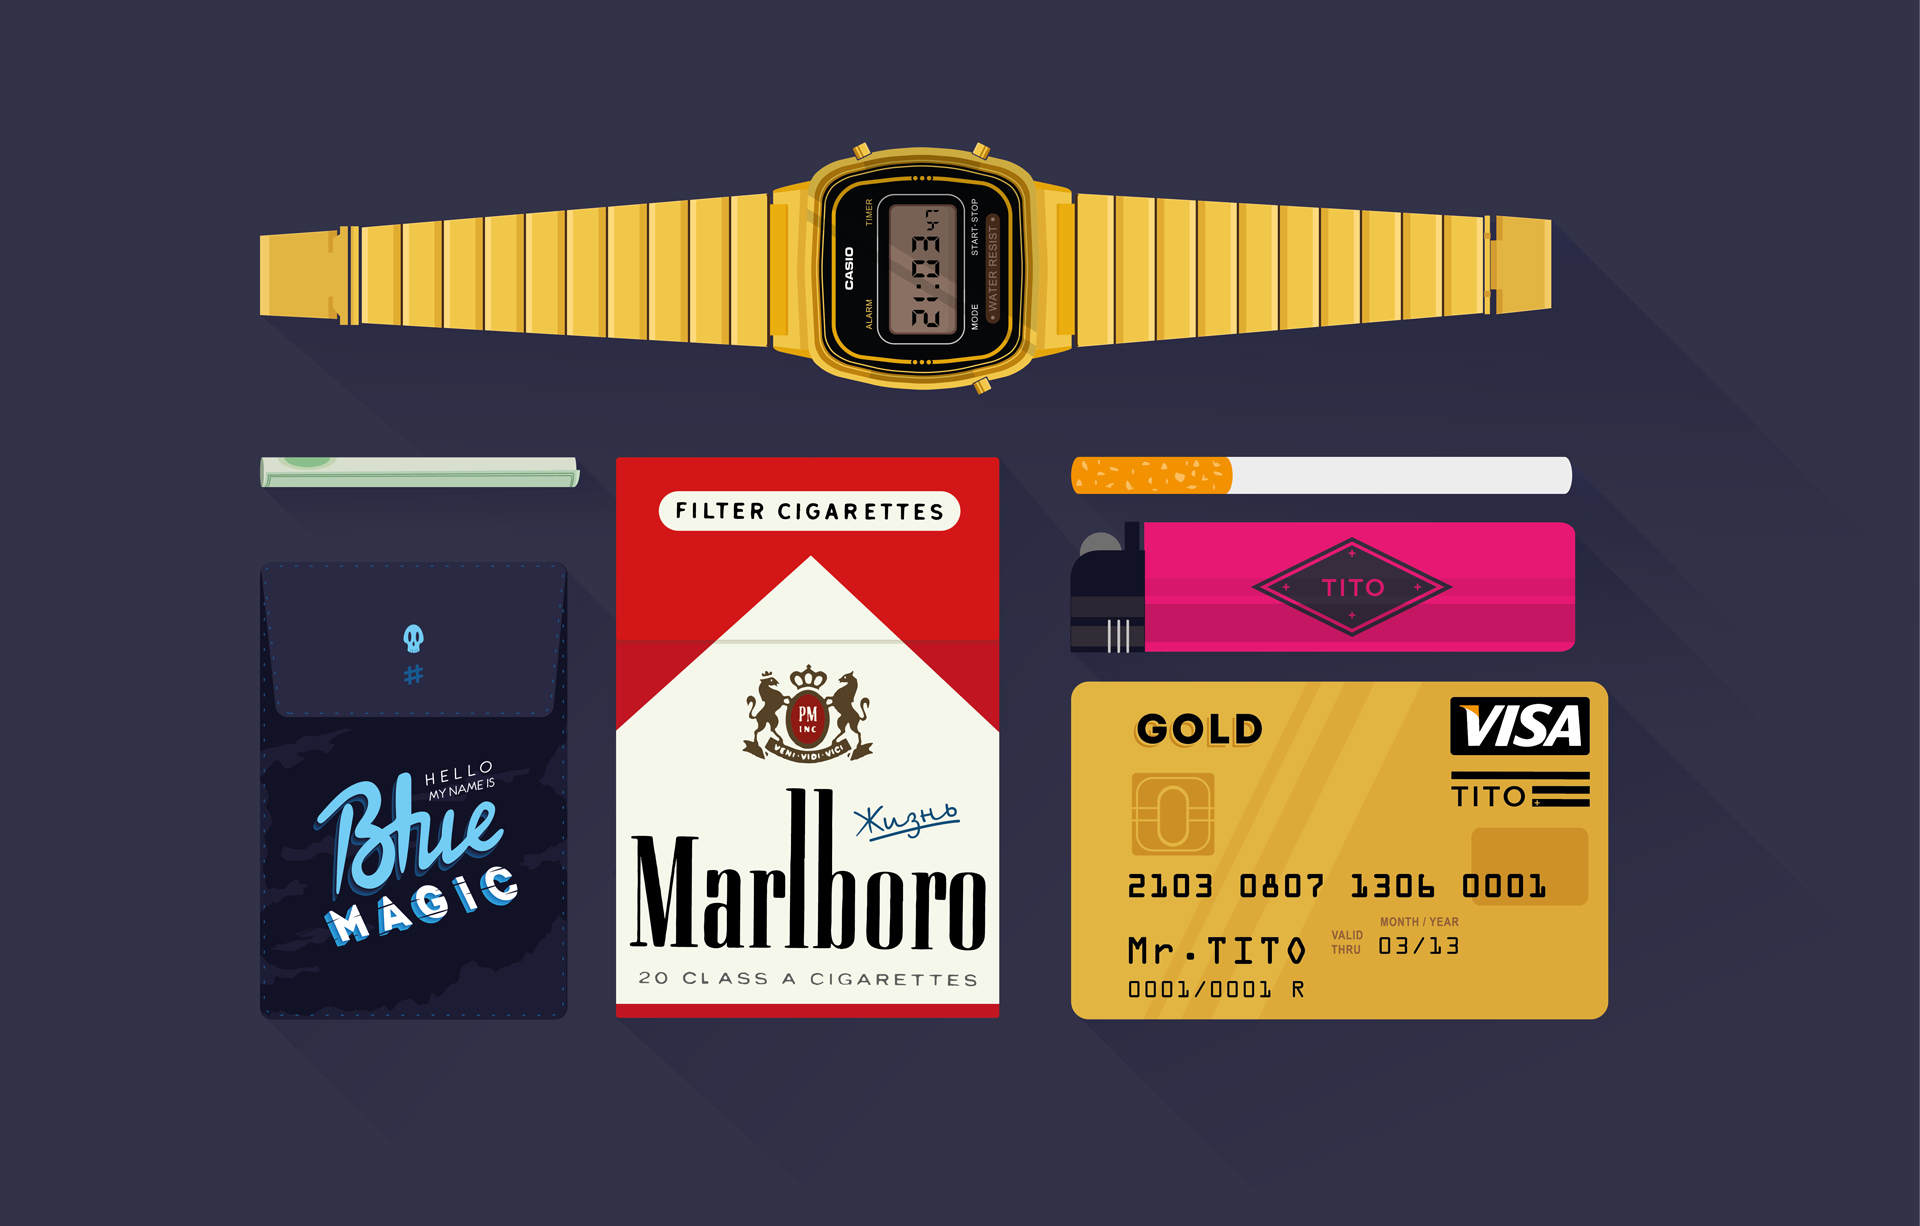 CASIO
ALARM TIMER
21:03 47
MODE START-STOP
WATER RESIST
FILTER CIGARETTES
PM
INC
VENI·VIDI·VICI
Жизнь
Marlboro
20 CLASS A CIGARETTES
#
HELLO
MY NAME IS
Blue
MAGIC
TITO
GOLD
VISA
TITO
2103 0807 1306 0001
MONTH / YEAR
VALID
THRU
03/13
Mr.TITO
0001/0001 R